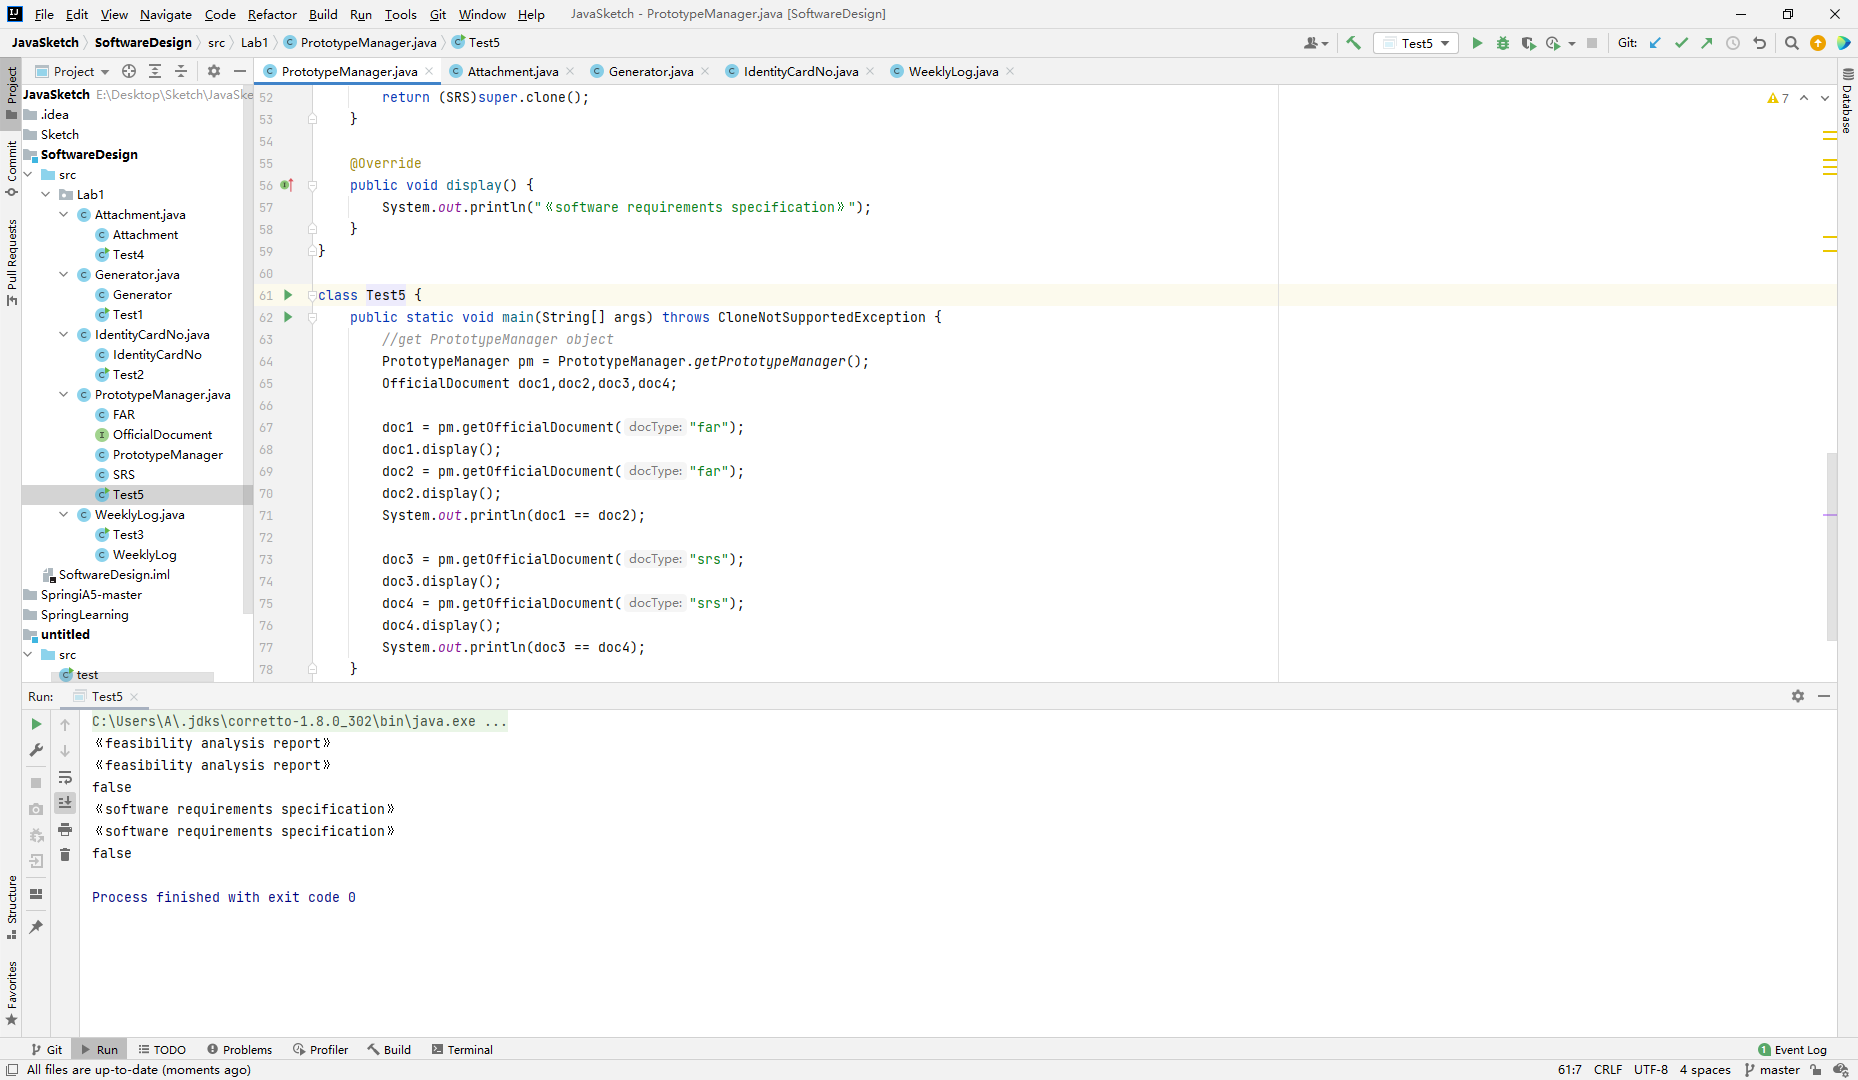 File Edit View Navigate Code Refactor Build Run Tools Git Window Help JavaSketch - PrototypeManager.java [SoftwareDesign]
JavaSketch SoftwareDesign src Lab1 PrototypeManager.java Test5 Test5 Git:
Project PrototypeManager.java Attachment.java Generator.java IdentityCardNo.java WeeklyLog.java
Project
Commit
Pull Requests
Structure
Favorites
Database
JavaSketch E:\Desktop\Sketch\JavaSke
.idea
Sketch
SoftwareDesign
src
Lab1
Attachment.java
Attachment
Test4
Generator.java
Generator
Test1
IdentityCardNo.java
IdentityCardNo
Test2
PrototypeManager.java
FAR
OfficialDocument
PrototypeManager
SRS
Test5
WeeklyLog.java
Test3
WeeklyLog
SoftwareDesign.iml
SpringiA5-master
SpringLearning
untitled
src
test
7
52 return (SRS)super.clone();
53 }
54
55 @Override
56 public void display() {
57 System.out.println("《software requirements specification》");
58 }
59 }
60
61 class Test5 {
62 public static void main(String[] args) throws CloneNotSupportedException {
63 //get PrototypeManager object
64 PrototypeManager pm = PrototypeManager.getPrototypeManager();
65 OfficialDocument doc1,doc2,doc3,doc4;
66
67 doc1 = pm.getOfficialDocument( docType: "far");
68 doc1.display();
69 doc2 = pm.getOfficialDocument( docType: "far");
70 doc2.display();
71 System.out.println(doc1 == doc2);
72
73 doc3 = pm.getOfficialDocument( docType: "srs");
74 doc3.display();
75 doc4 = pm.getOfficialDocument( docType: "srs");
76 doc4.display();
77 System.out.println(doc3 == doc4);
78 }
Run: Test5
C:\Users\A\.jdks\corretto-1.8.0_302\bin\java.exe ...
《feasibility analysis report》
《feasibility analysis report》
false
《software requirements specification》
《software requirements specification》
false
Process finished with exit code 0
Git Run TODO Problems Profiler Build Terminal 1 Event Log
All files are up-to-date (moments ago) 61:7 CRLF UTF-8 4 spaces master